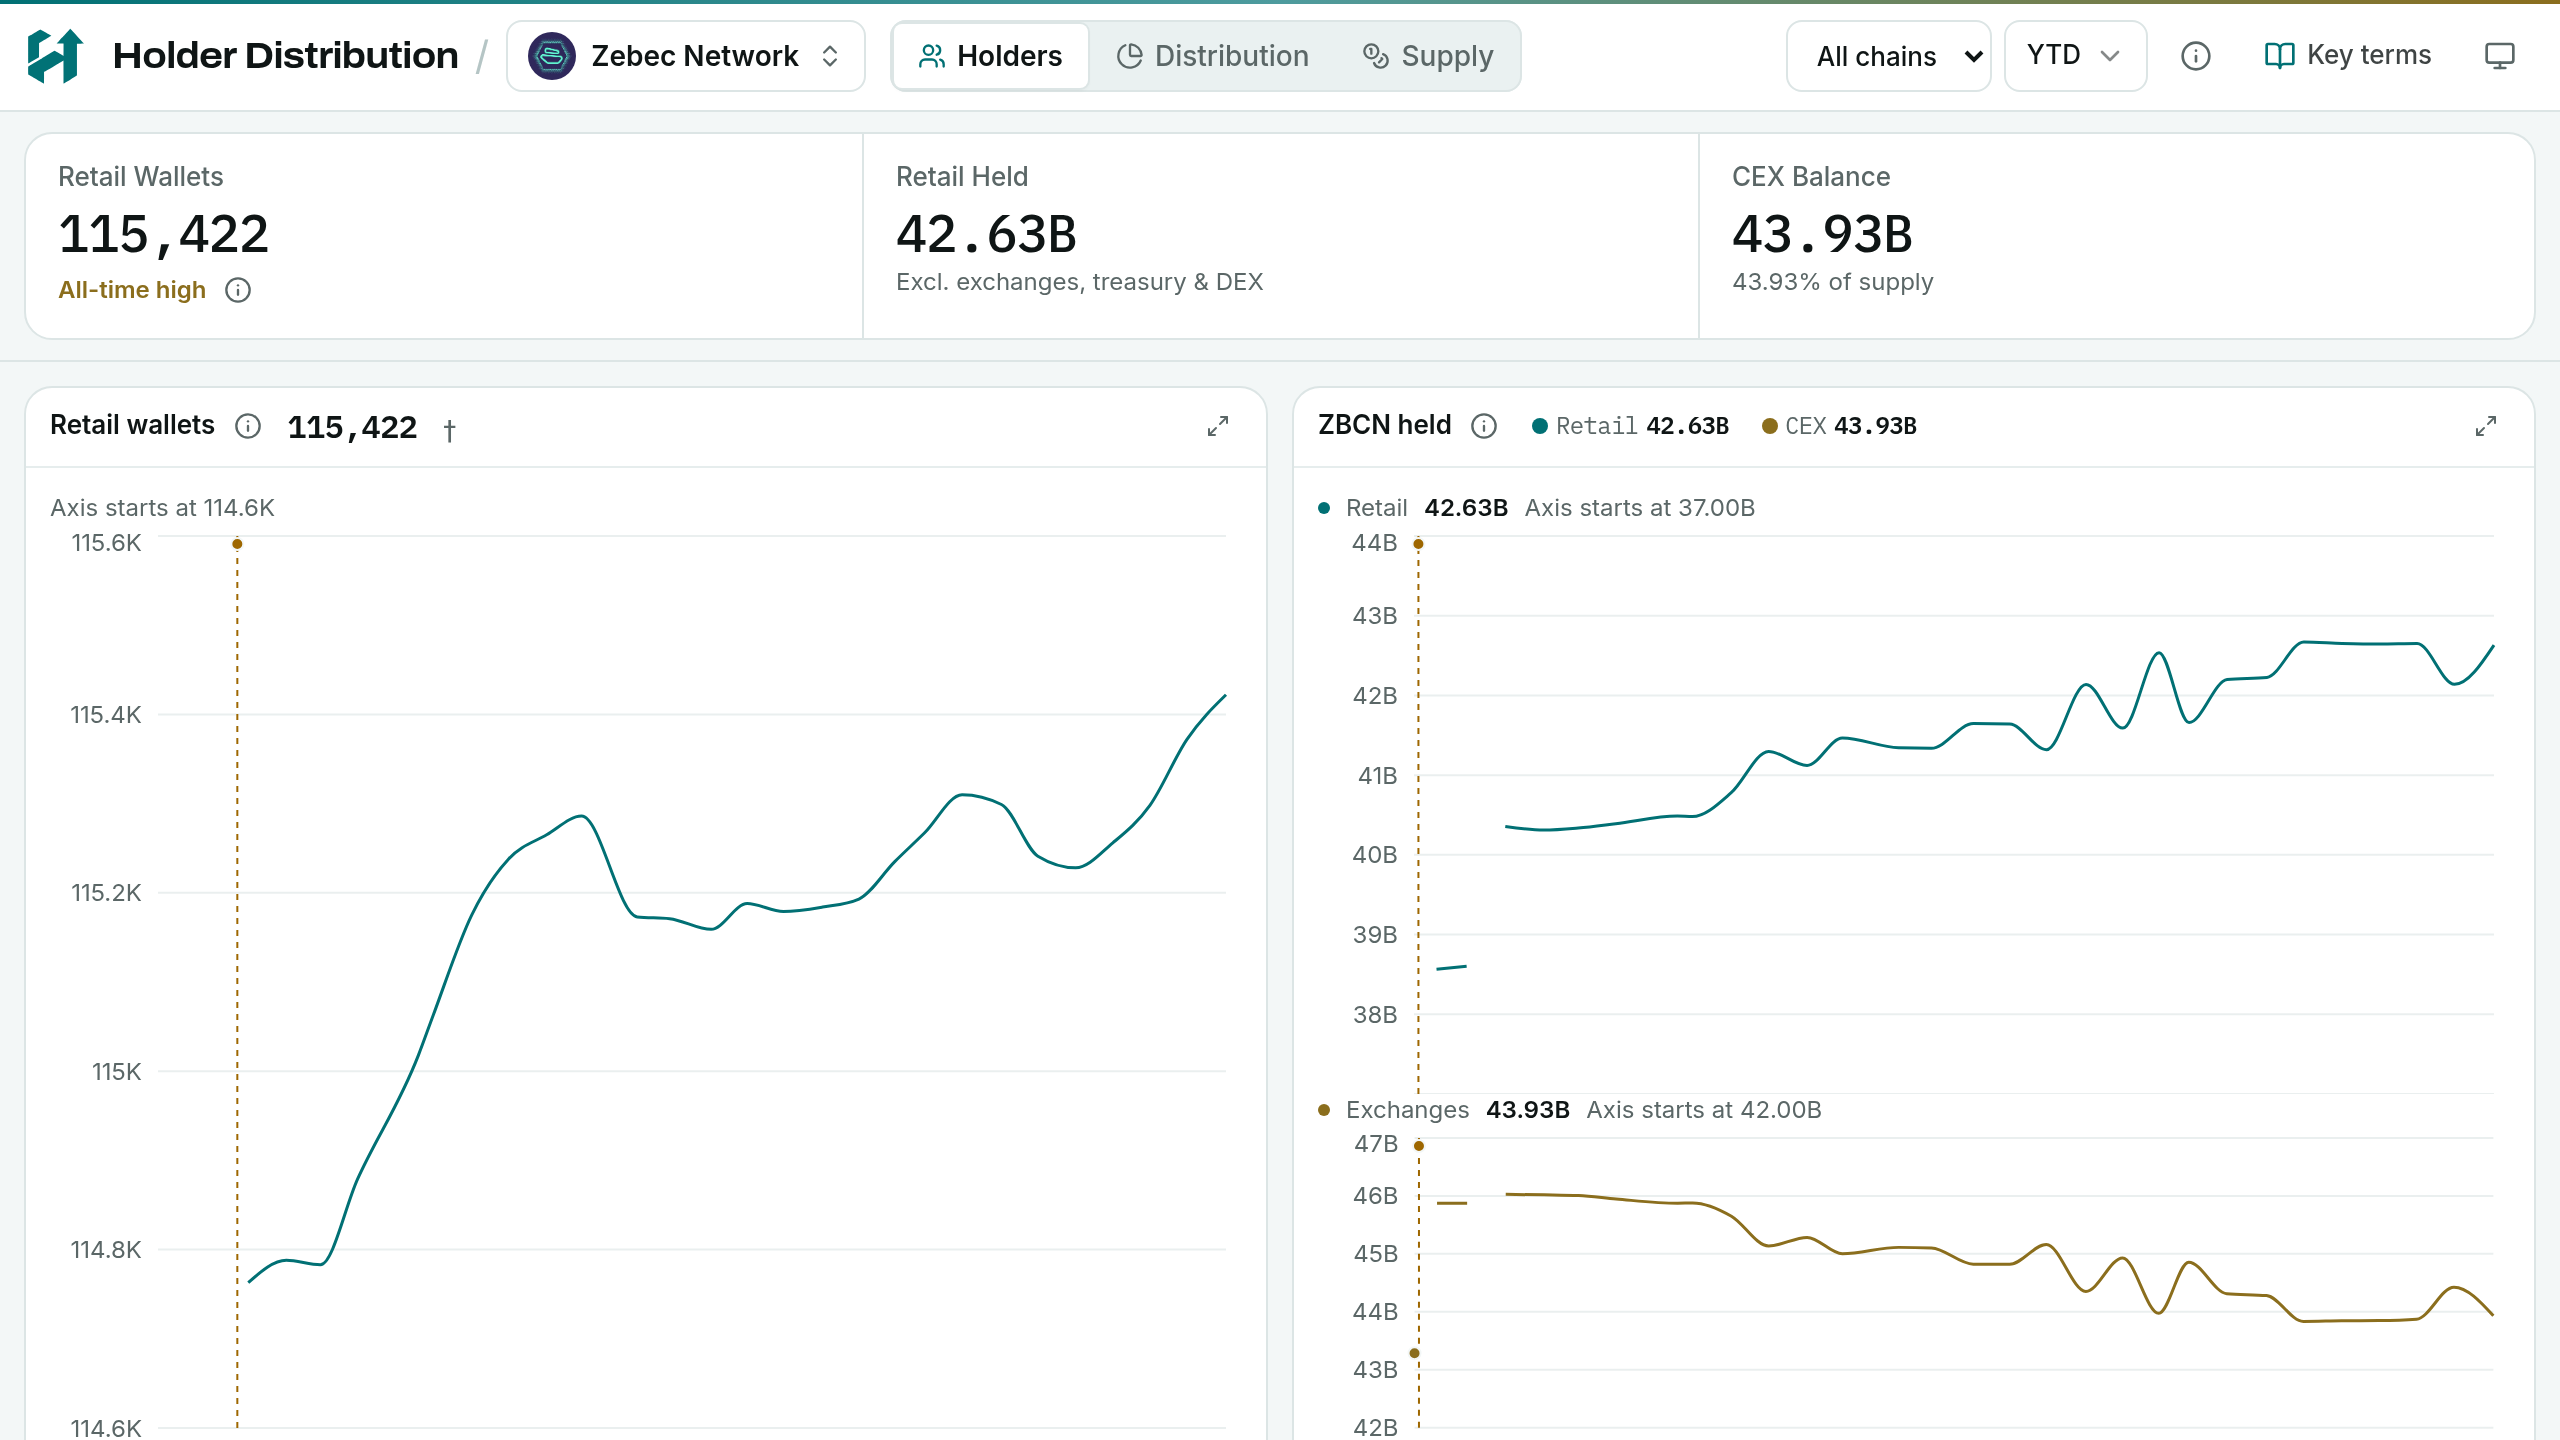 Holder Distribution / Zebec Network Holders Distribution Supply All chains YTD Key terms
Retail Wallets
115,422
All-time high
Retail Held
42.63B
Excl. exchanges, treasury & DEX
CEX Balance
43.93B
43.93% of supply
Retail wallets 115,422 †
Axis starts at 114.6K
115.6K
115.4K
115.2K
115K
114.8K
114.6K
ZBCN held Retail 42.63B CEX 43.93B
Retail 42.63B Axis starts at 37.00B
44B
43B
42B
41B
40B
39B
38B
Exchanges 43.93B Axis starts at 42.00B
47B
46B
45B
44B
43B
42B